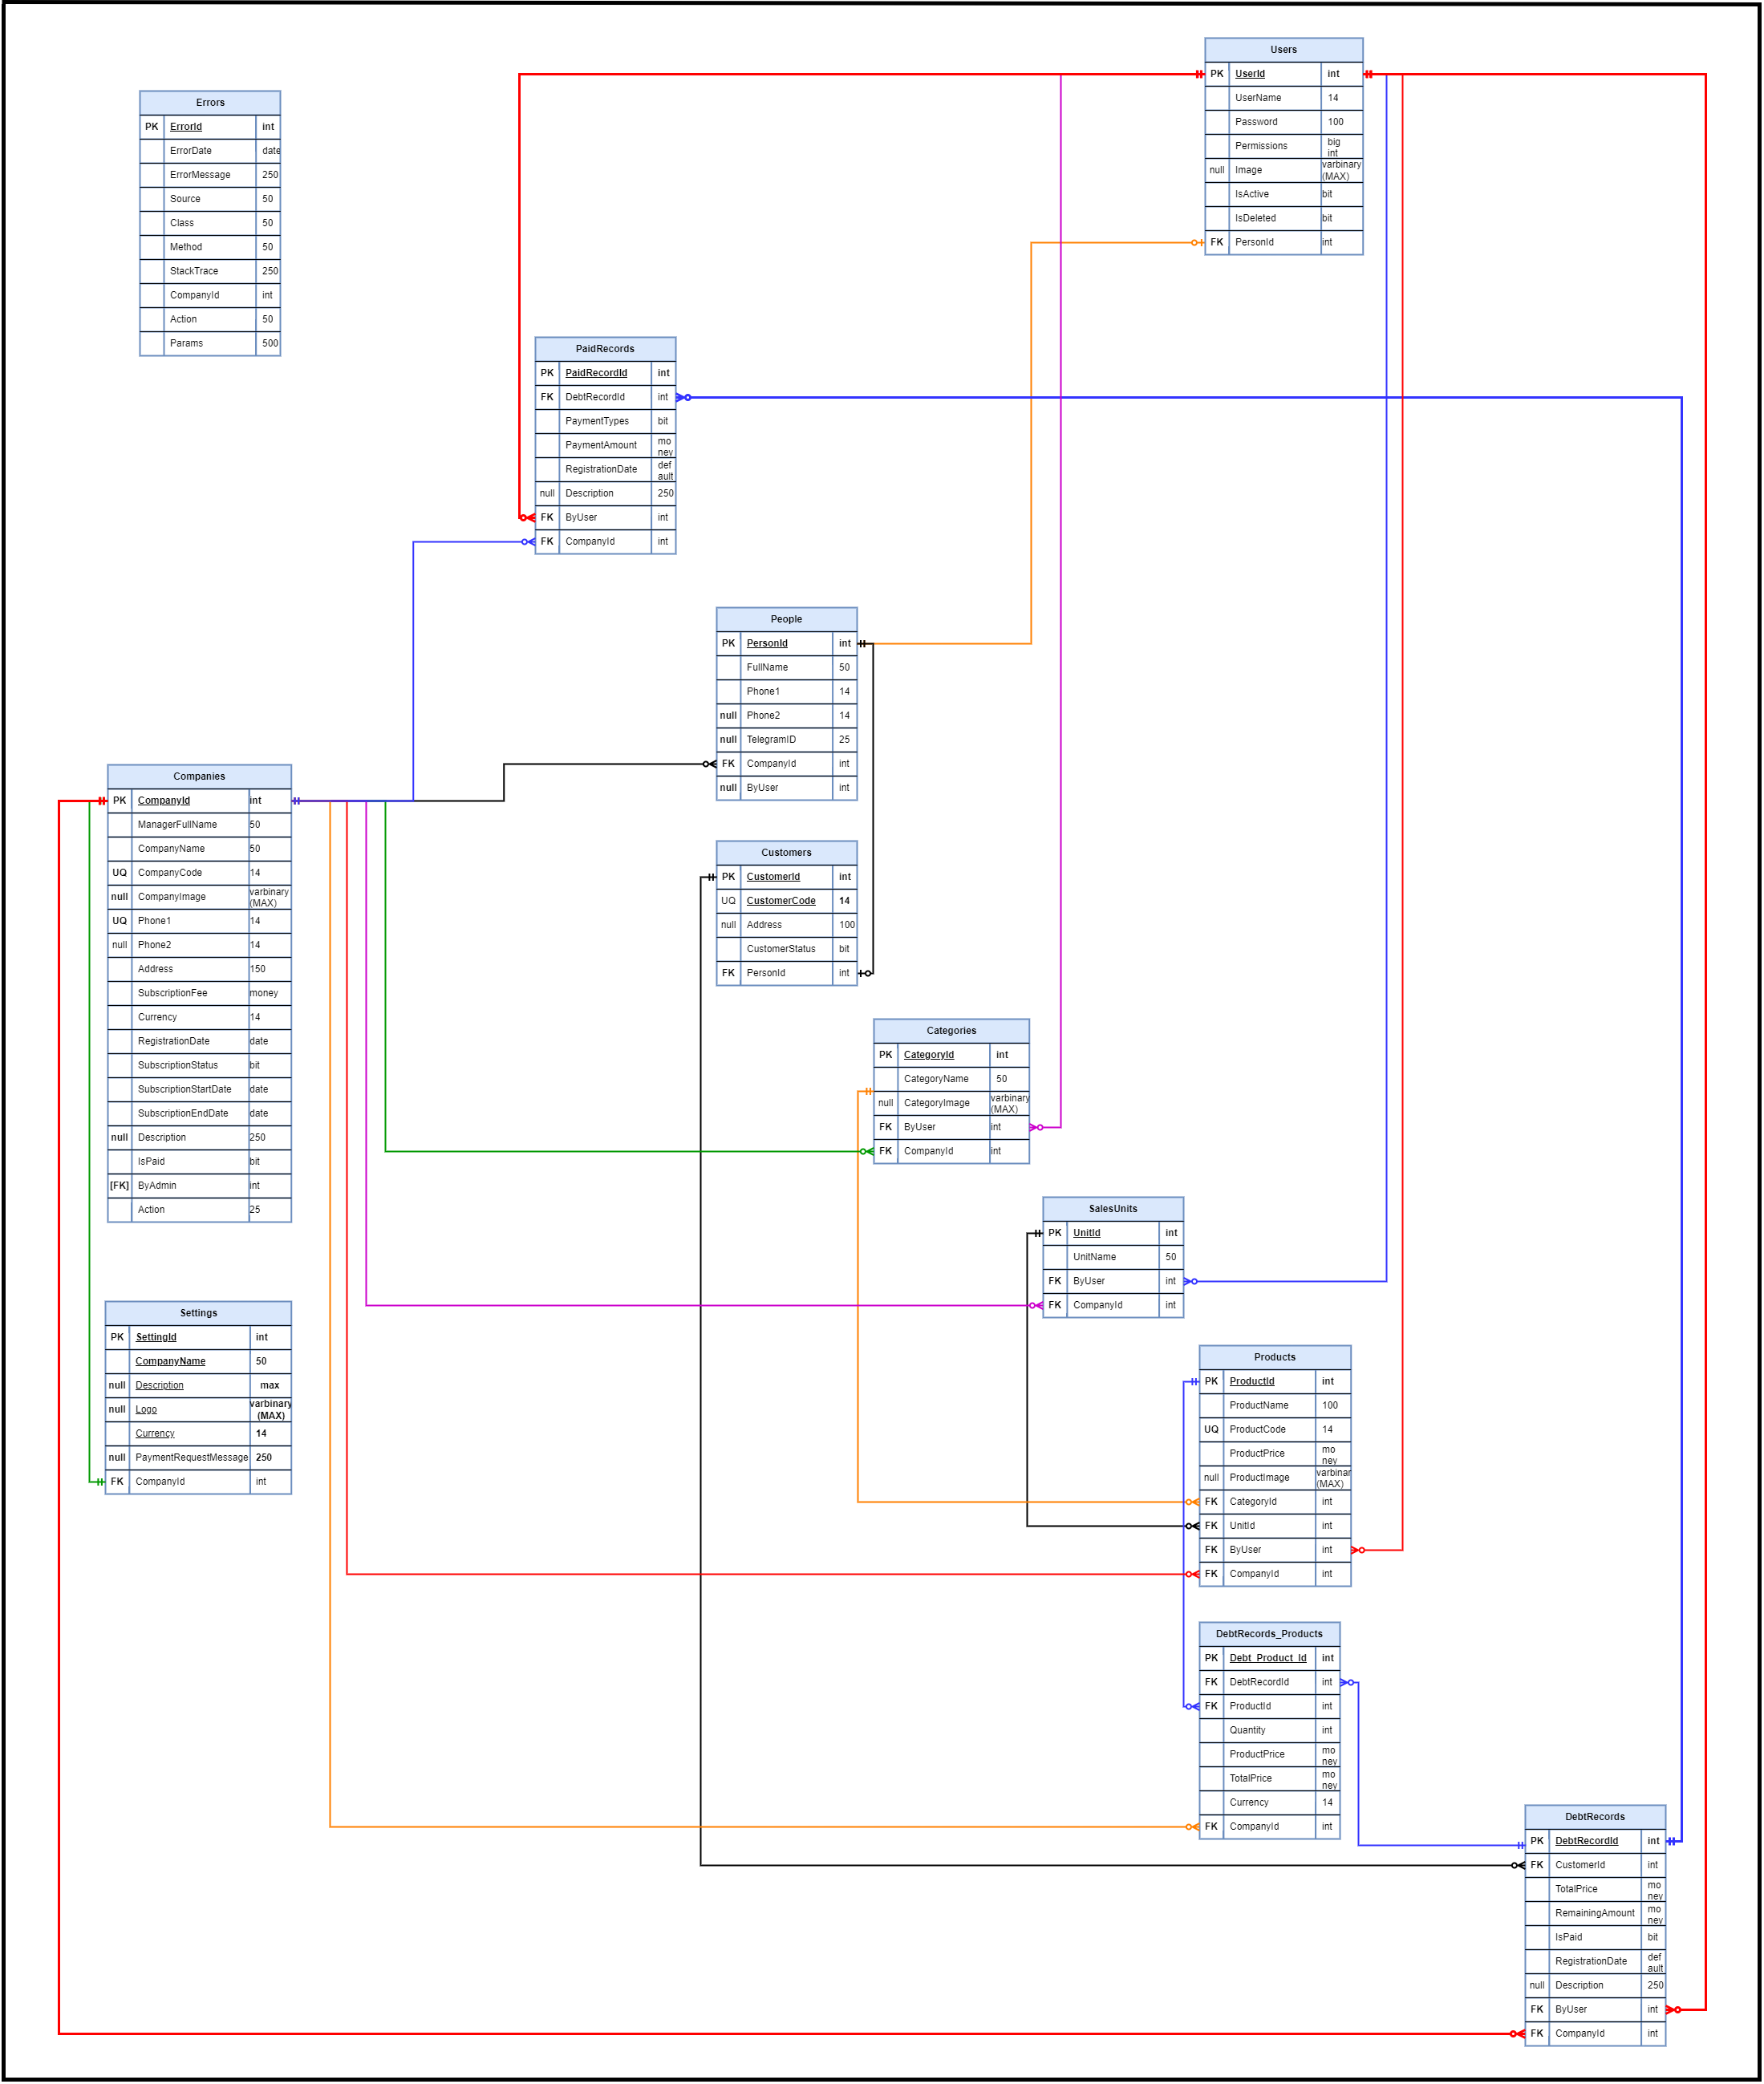 Users
PK UserId int
UserName 14
Password 100
Permissions big
int
null Image varbinary
(MAX)
IsActive bit
IsDeleted bit
FK PersonId int
Errors
PK ErrorId int
ErrorDate date
ErrorMessage 250
Source 50
Class 50
Method 50
StackTrace 250
CompanyId int
Action 50
Params 500
PaidRecords
PK PaidRecordId int
FK DebtRecordId int
PaymentTypes bit
PaymentAmount mo
ney
RegistrationDate def
ault
null Description 250
FK ByUser int
FK CompanyId int
People
PK PersonId int
FullName 50
Phone1 14
null Phone2 14
null TelegramID 25
FK CompanyId int
null ByUser int
Companies
PK CompanyId int
ManagerFullName 50
CompanyName 50
UQ CompanyCode 14
null CompanyImage varbinary
(MAX)
UQ Phone1 14
null Phone2 14
Address 150
SubscriptionFee money
Currency 14
RegistrationDate date
SubscriptionStatus bit
SubscriptionStartDate date
SubscriptionEndDate date
null Description 250
IsPaid bit
[FK] ByAdmin int
Action 25
Customers
PK CustomerId int
UQ CustomerCode 14
null Address 100
CustomerStatus bit
FK PersonId int
Categories
PK CategoryId int
CategoryName 50
null CategoryImage varbinary
(MAX)
FK ByUser int
FK CompanyId int
SalesUnits
PK UnitId int
UnitName 50
FK ByUser int
FK CompanyId int
Settings
PK SettingId int
CompanyName 50
null Description max
null Logo varbinary
(MAX)
Currency 14
null PaymentRequestMessage 250
FK CompanyId int
Products
PK ProductId int
ProductName 100
UQ ProductCode 14
ProductPrice mo
ney
null ProductImage varbinar
(MAX)
FK CategoryId int
FK UnitId int
FK ByUser int
FK CompanyId int
DebtRecords_Products
PK Debt_Product_Id int
FK DebtRecordId int
FK ProductId int
Quantity int
ProductPrice mo
ney
TotalPrice mo
ney
Currency 14
FK CompanyId int
DebtRecords
PK DebtRecordId int
FK CustomerId int
TotalPrice mo
ney
RemainingAmount mo
ney
IsPaid bit
RegistrationDate def
ault
null Description 250
FK ByUser int
FK CompanyId int